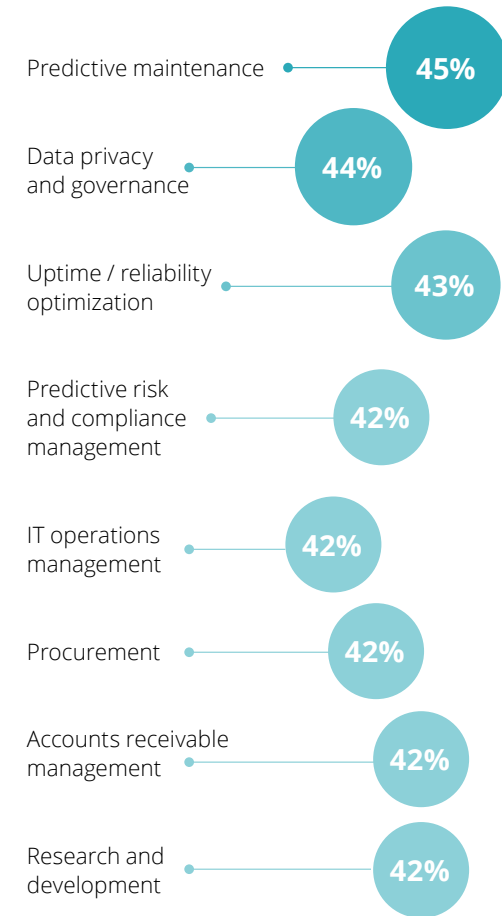 Predictive maintenance
45%
Data privacy
and governance
44%
Uptime / reliability
optimization
43%
Predictive risk
and compliance
management
42%
IT operations
management
42%
Procurement
42%
Accounts receivable
management
42%
Research and
development
42%